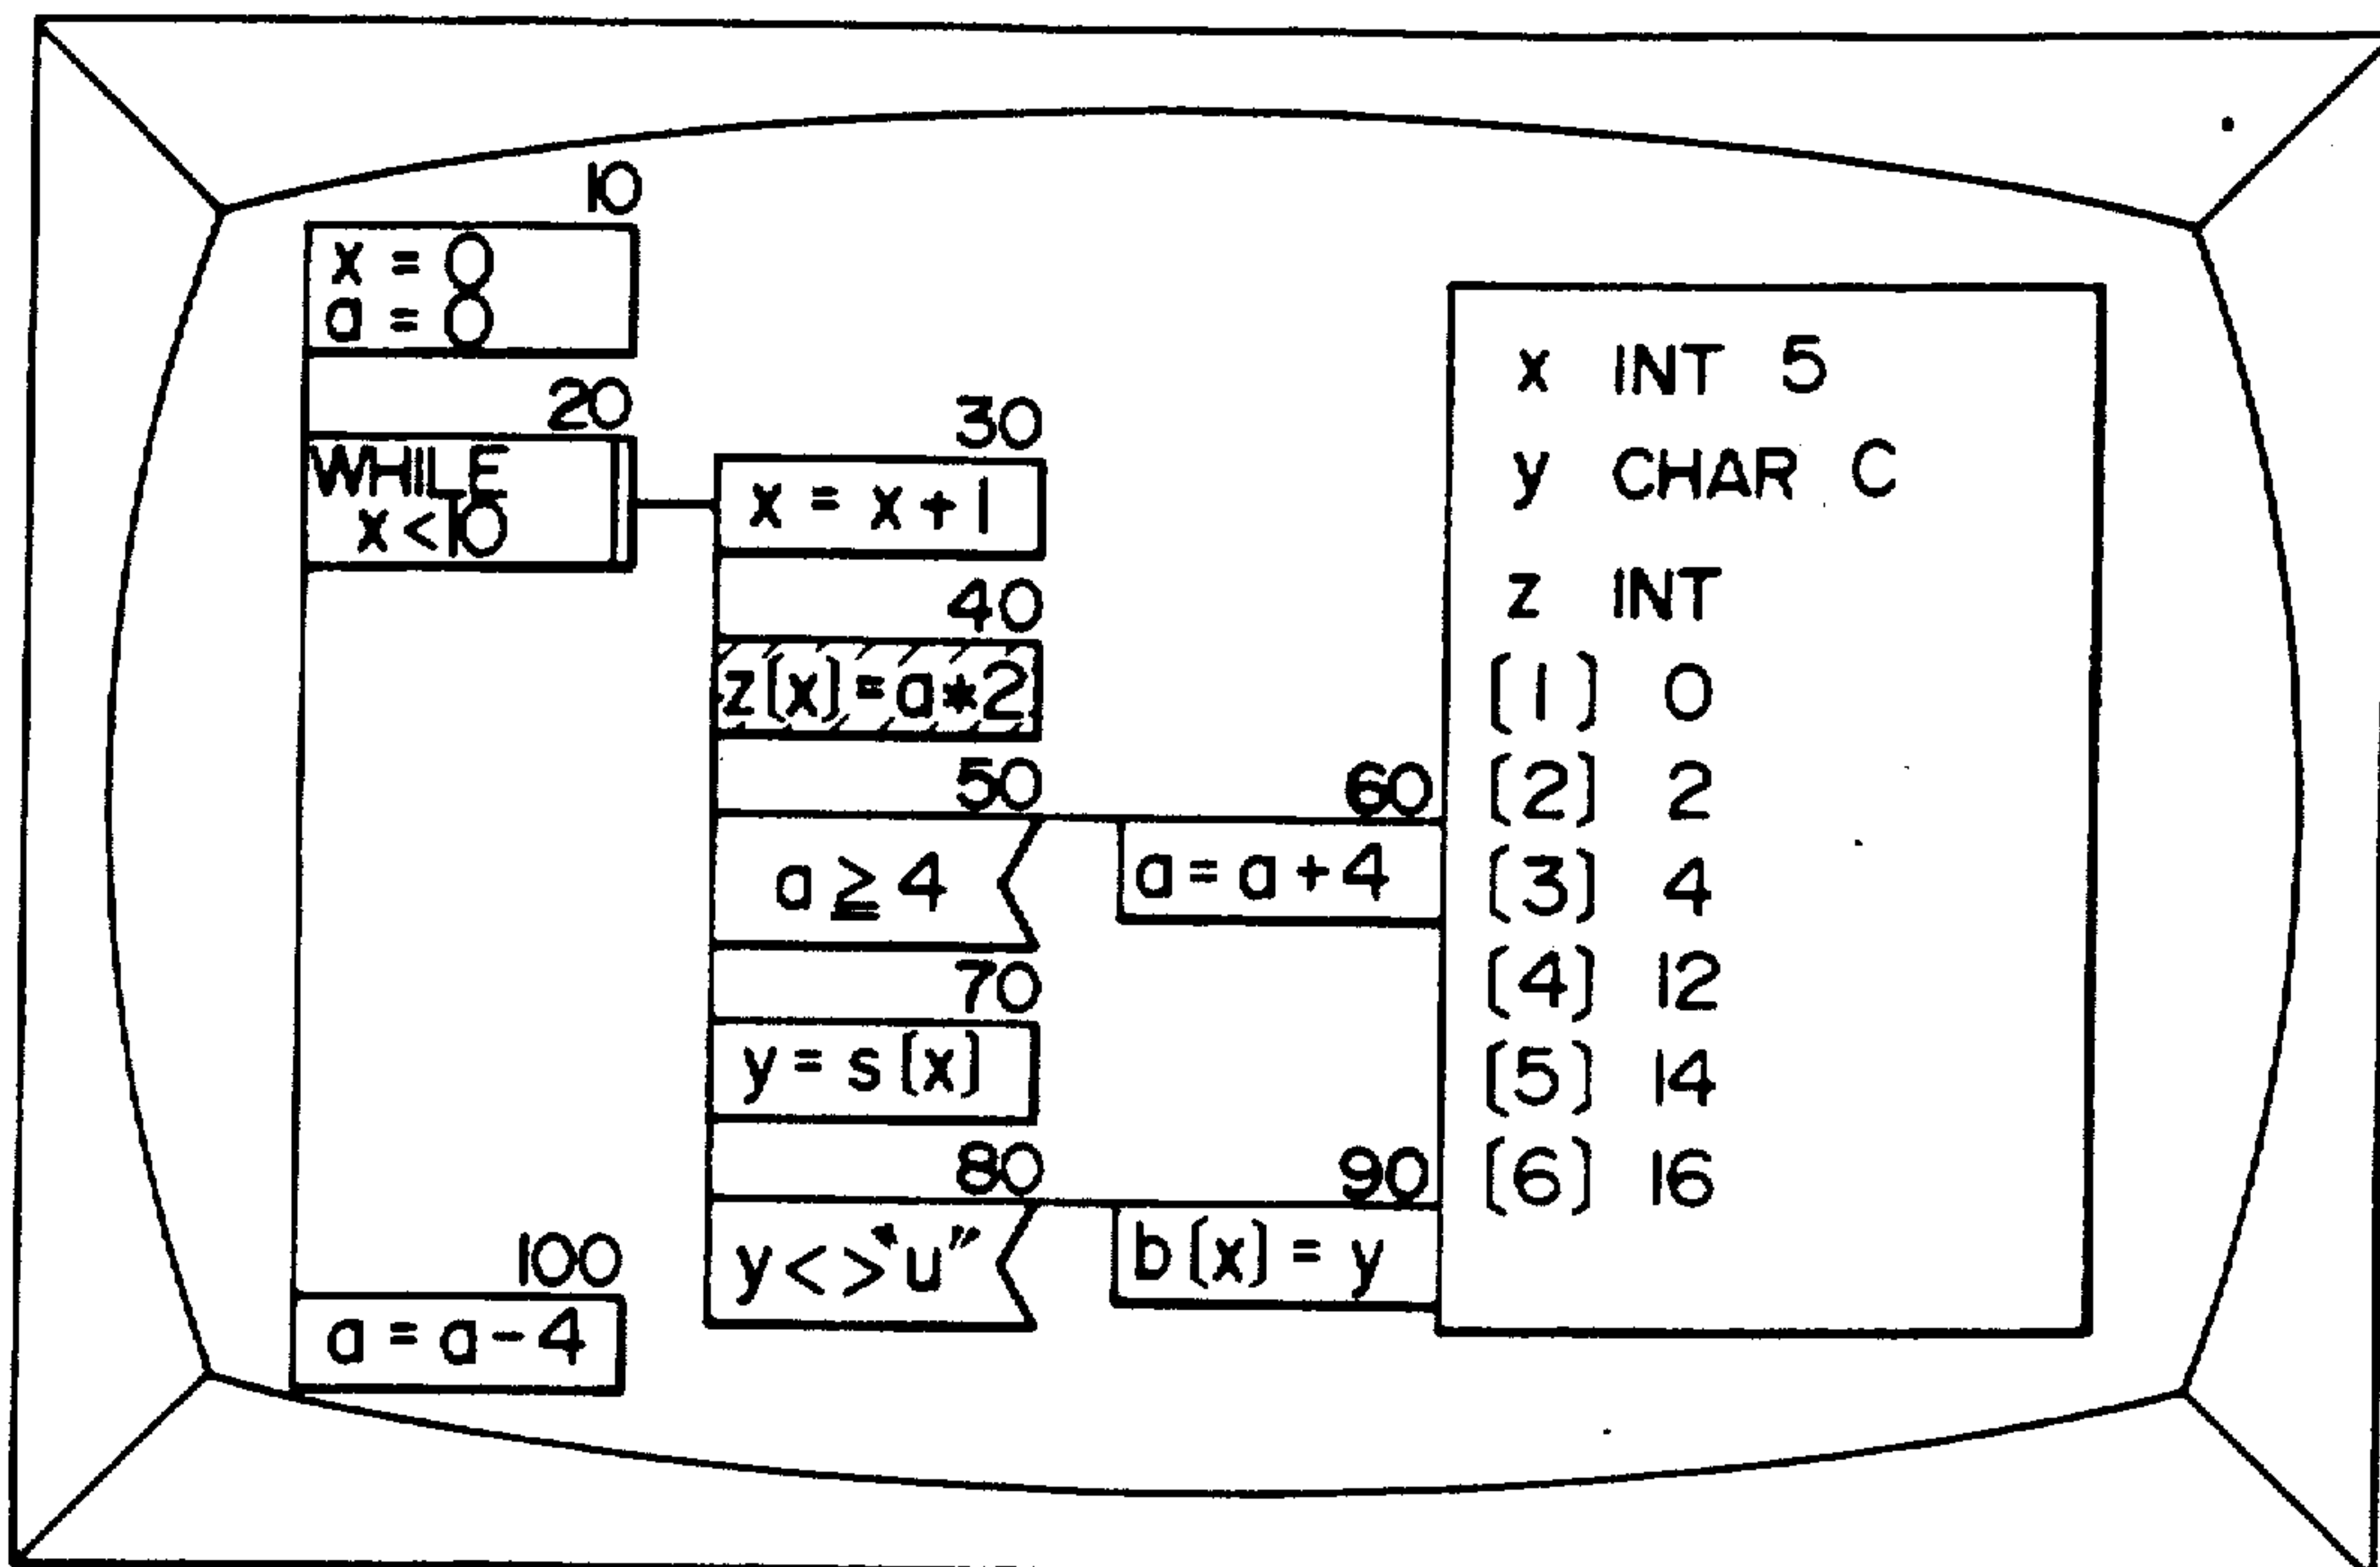 10
x = 0
a = 0
20
WHILE
x<10
30
x = x+1
40
z(x)=a*2
50
a ≧ 4
60
a=a+4
70
y=s(x)
80
y<>"u"
90
b(x)=y
100
a=a-4
x INT 5
y CHAR C
z INT
(1) 0
(2) 2
(3) 4
(4) 12
(5) 14
(6) 16